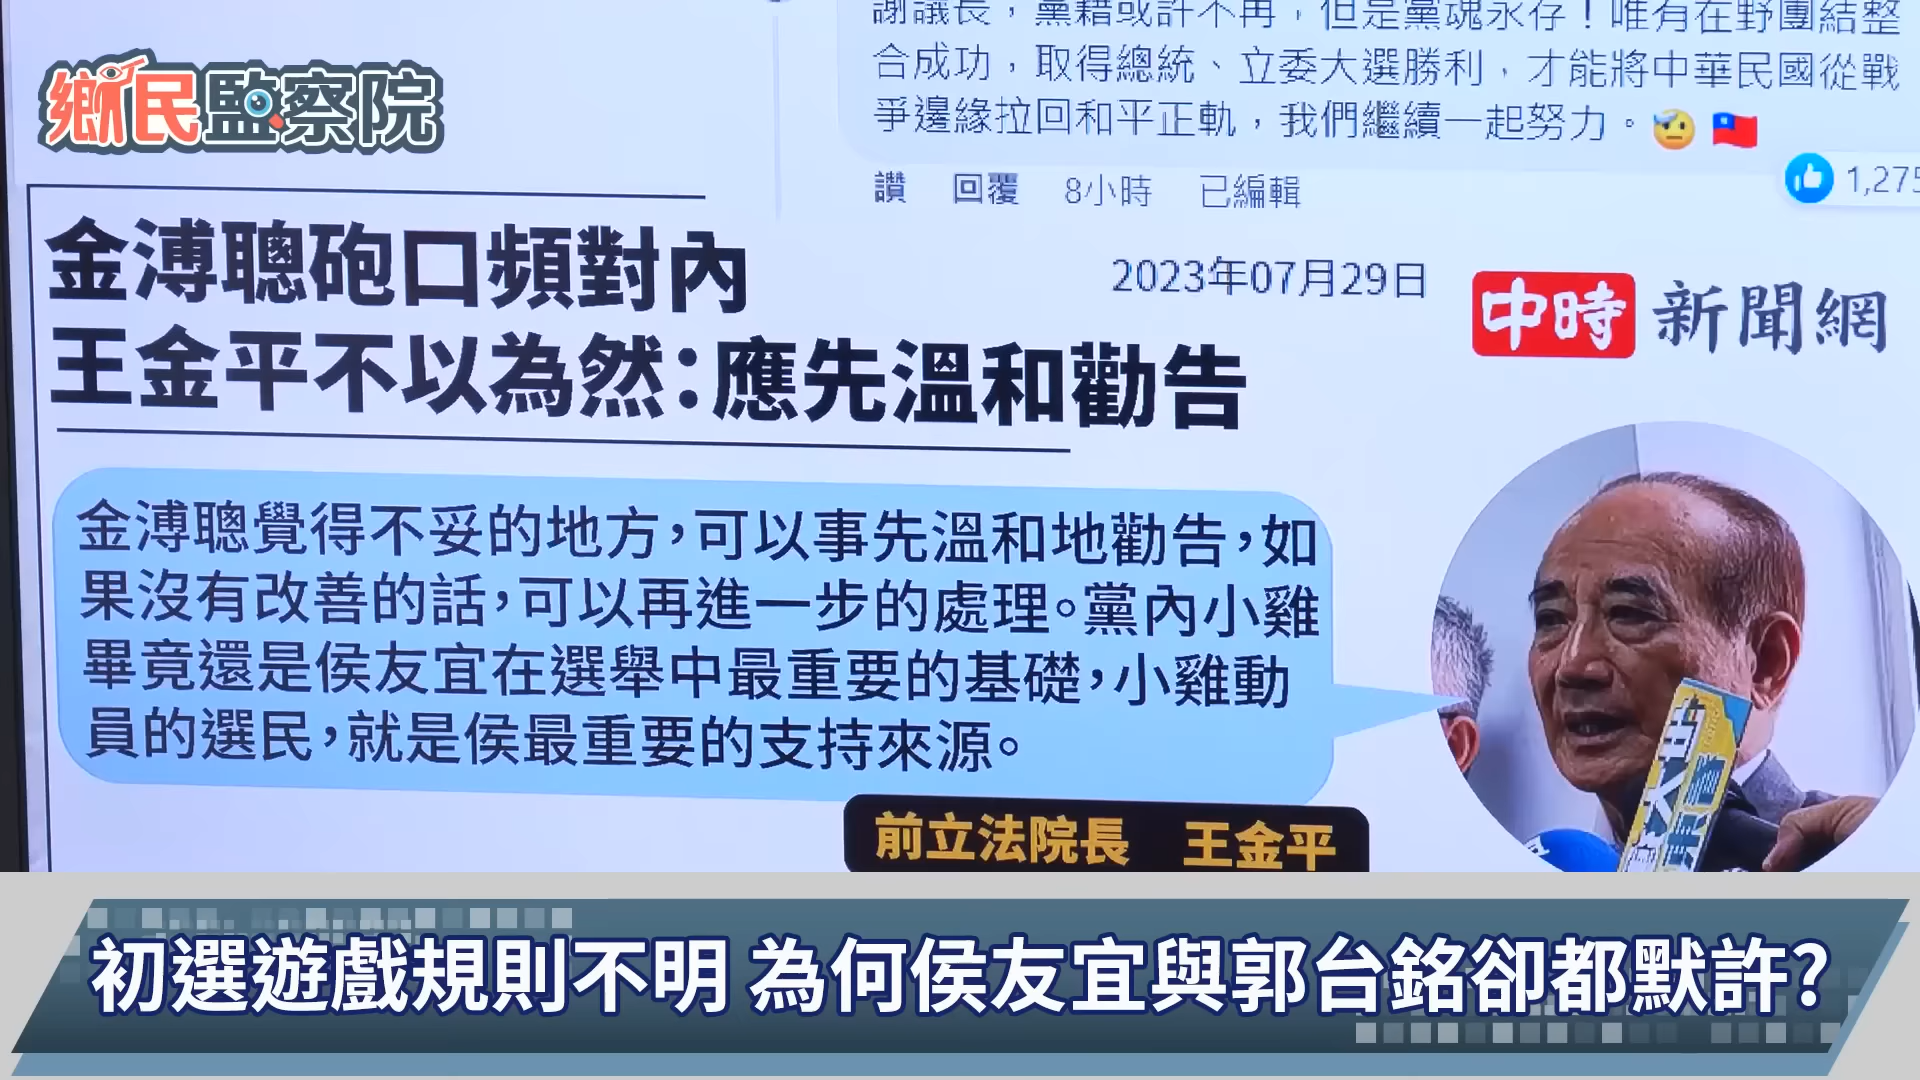 謝議長，黨籍或許不再，但是黨魂永存！唯有在野團結整
合成功，取得總統、立委大選勝利，才能將中華民國從戰
爭邊緣拉回和平正軌，我們繼續一起努力。
讚 回覆 8小時 已編輯
1,275
鄉民監察院
金溥聰砲口頻對內
王金平不以為然：應先溫和勸告
2023年07月29日
中時 新聞網
金溥聰覺得不妥的地方，可以事先溫和地勸告，如
果沒有改善的話，可以再進一步的處理。黨內小雞
畢竟還是侯友宜在選舉中最重要的基礎，小雞動
員的選民，就是侯最重要的支持來源。
前立法院長 王金平
初選遊戲規則不明 為何侯友宜與郭台銘卻都默許?